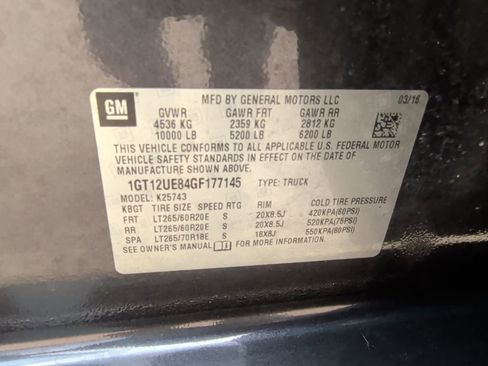 GM
MFD BY GENERAL MOTORS LLC 03/16
GVWR GAWR FRT GAWR RR
4536 KG 2359 KG 2812 KG
10000 LB 5200 LB 6200 LB
THIS VEHICLE CONFORMS TO ALL APPLICABLE U.S. FEDERAL MOTOR
VEHICLE SAFETY STANDARDS IN EFFECT ON THE DATE OF
MANUFACTURE SHOWN ABOVE.
1GT12UE84GF177145 TYPE: TRUCK
MODEL: K25743
KBGT TIRE SIZE SPEED RTG RIM COLD TIRE PRESSURE
FRT LT265/60R20E S 20X8.5J 420KPA(60PSI)
RR LT265/60R20E S 20X8.5J 520KPA(75PSI)
SPA LT265/70R18E S 18X8J 550KPA(80PSI)
SEE OWNER'S MANUAL FOR MORE INFORMATION